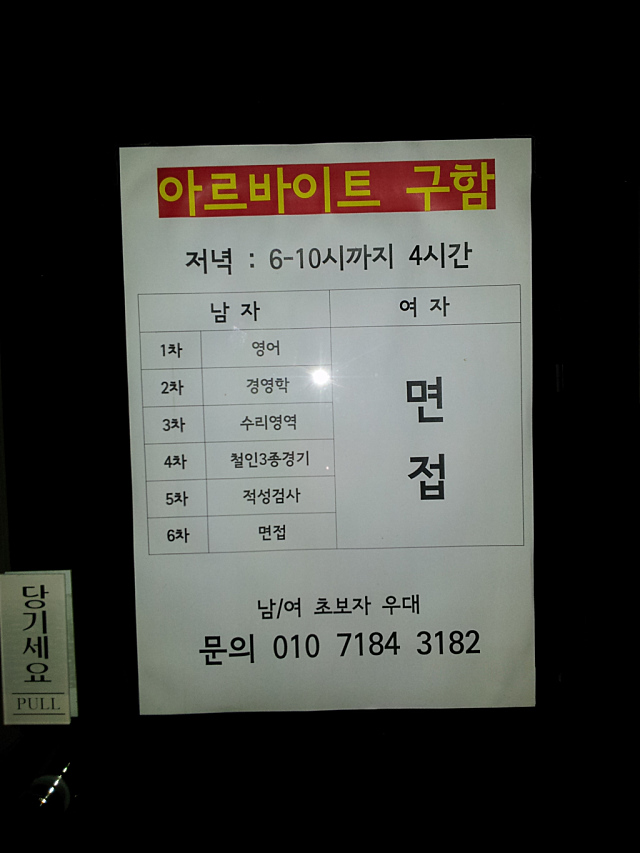 아르바이트 구함
저녁 : 6-10시까지 4시간
남 자 여 자
1차 영어
2차 경영학
3차 수리영역
4차 철인3종경기
5차 적성검사
6차 면접
면
접
남/여 초보자 우대
문의 010 7184 3182
당기세요
PULL